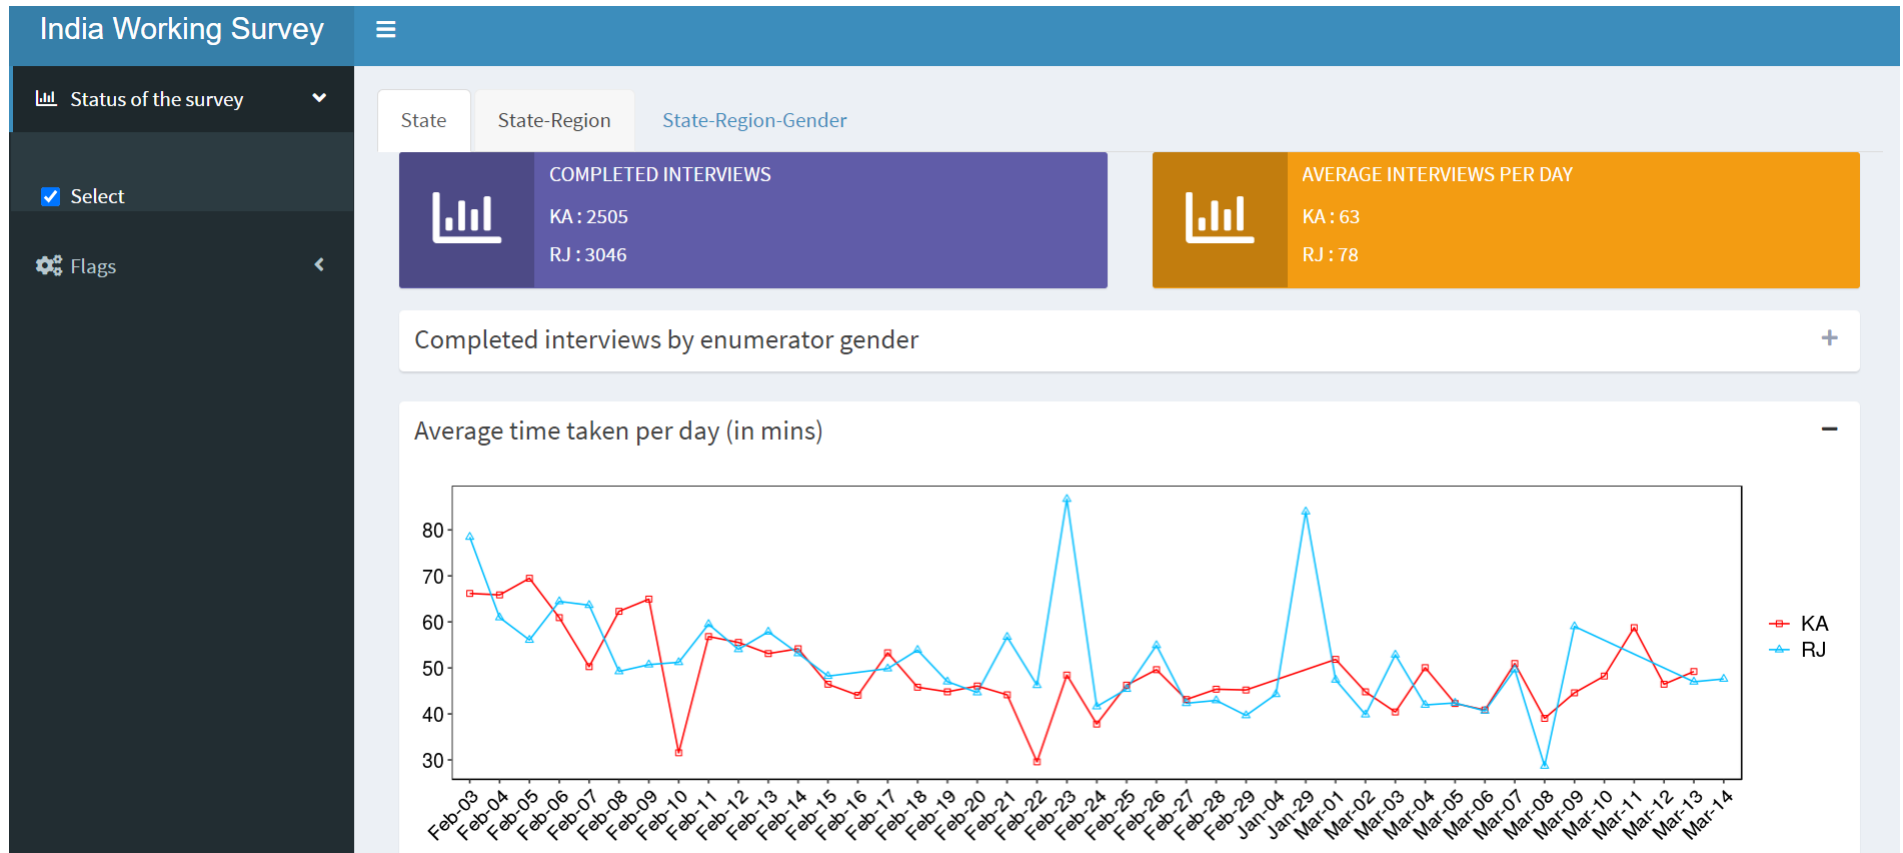 India Working Survey
Status of the survey
Select
Flags
State State-Region State-Region-Gender
COMPLETED INTERVIEWS
KA : 2505
RJ : 3046
AVERAGE INTERVIEWS PER DAY
KA : 63
RJ : 78
Completed interviews by enumerator gender
Average time taken per day (in mins)
80
70
60
50
40
30
Feb-03 Feb-04 Feb-05 Feb-06 Feb-07 Feb-08 Feb-09 Feb-10 Feb-11 Feb-12 Feb-13 Feb-14 Feb-15 Feb-16 Feb-17 Feb-18 Feb-19 Feb-20 Feb-21 Feb-22 Feb-23 Feb-24 Feb-25 Feb-26 Feb-27 Feb-28 Feb-29 Jan-04 Jan-29 Mar-01 Mar-02 Mar-03 Mar-04 Mar-05 Mar-06 Mar-07 Mar-08 Mar-09 Mar-10 Mar-11 Mar-12 Mar-13 Mar-14
KA
RJ